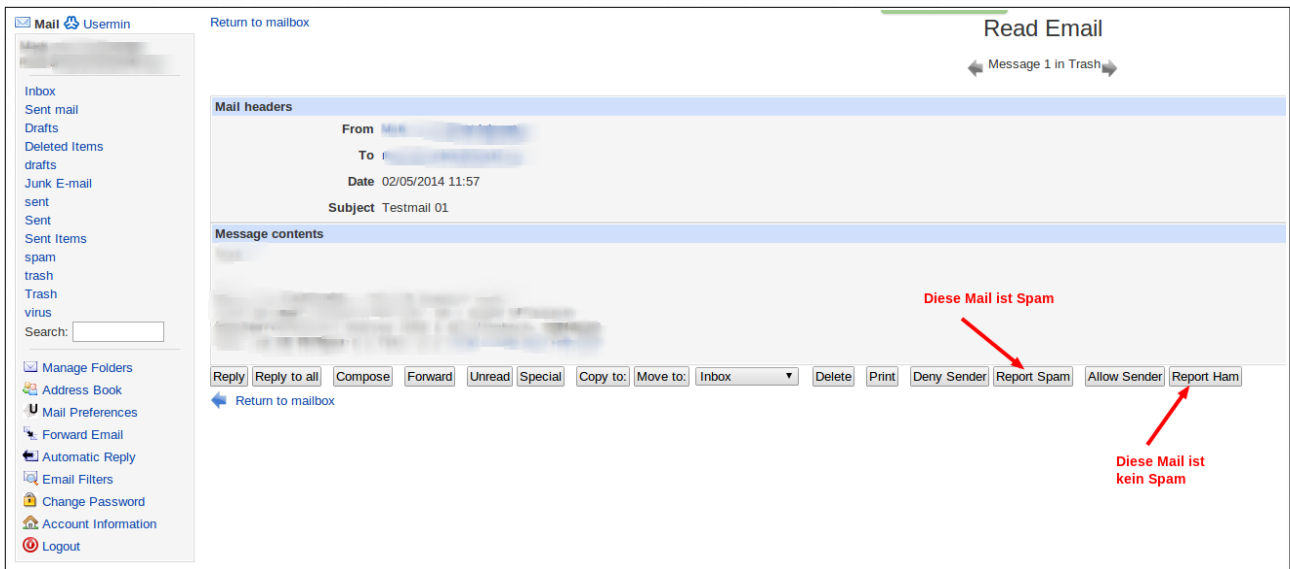 Mail Usermin
Inbox
Sent mail
Drafts
Deleted Items
drafts
Junk E-mail
sent
Sent
Sent Items
spam
trash
Trash
virus
Search:
Manage Folders
Address Book
Mail Preferences
Forward Email
Automatic Reply
Email Filters
Change Password
Account Information
Logout
Return to mailbox
Read Email
Message 1 in Trash
Mail headers
From
To
Date 02/05/2014 11:57
Subject Testmail 01
Message contents
Diese Mail ist Spam
Reply Reply to all Compose Forward Unread Special Copy to: Move to: Inbox Delete Print Deny Sender Report Spam Allow Sender Report Ham
Return to mailbox
Diese Mail ist
kein Spam